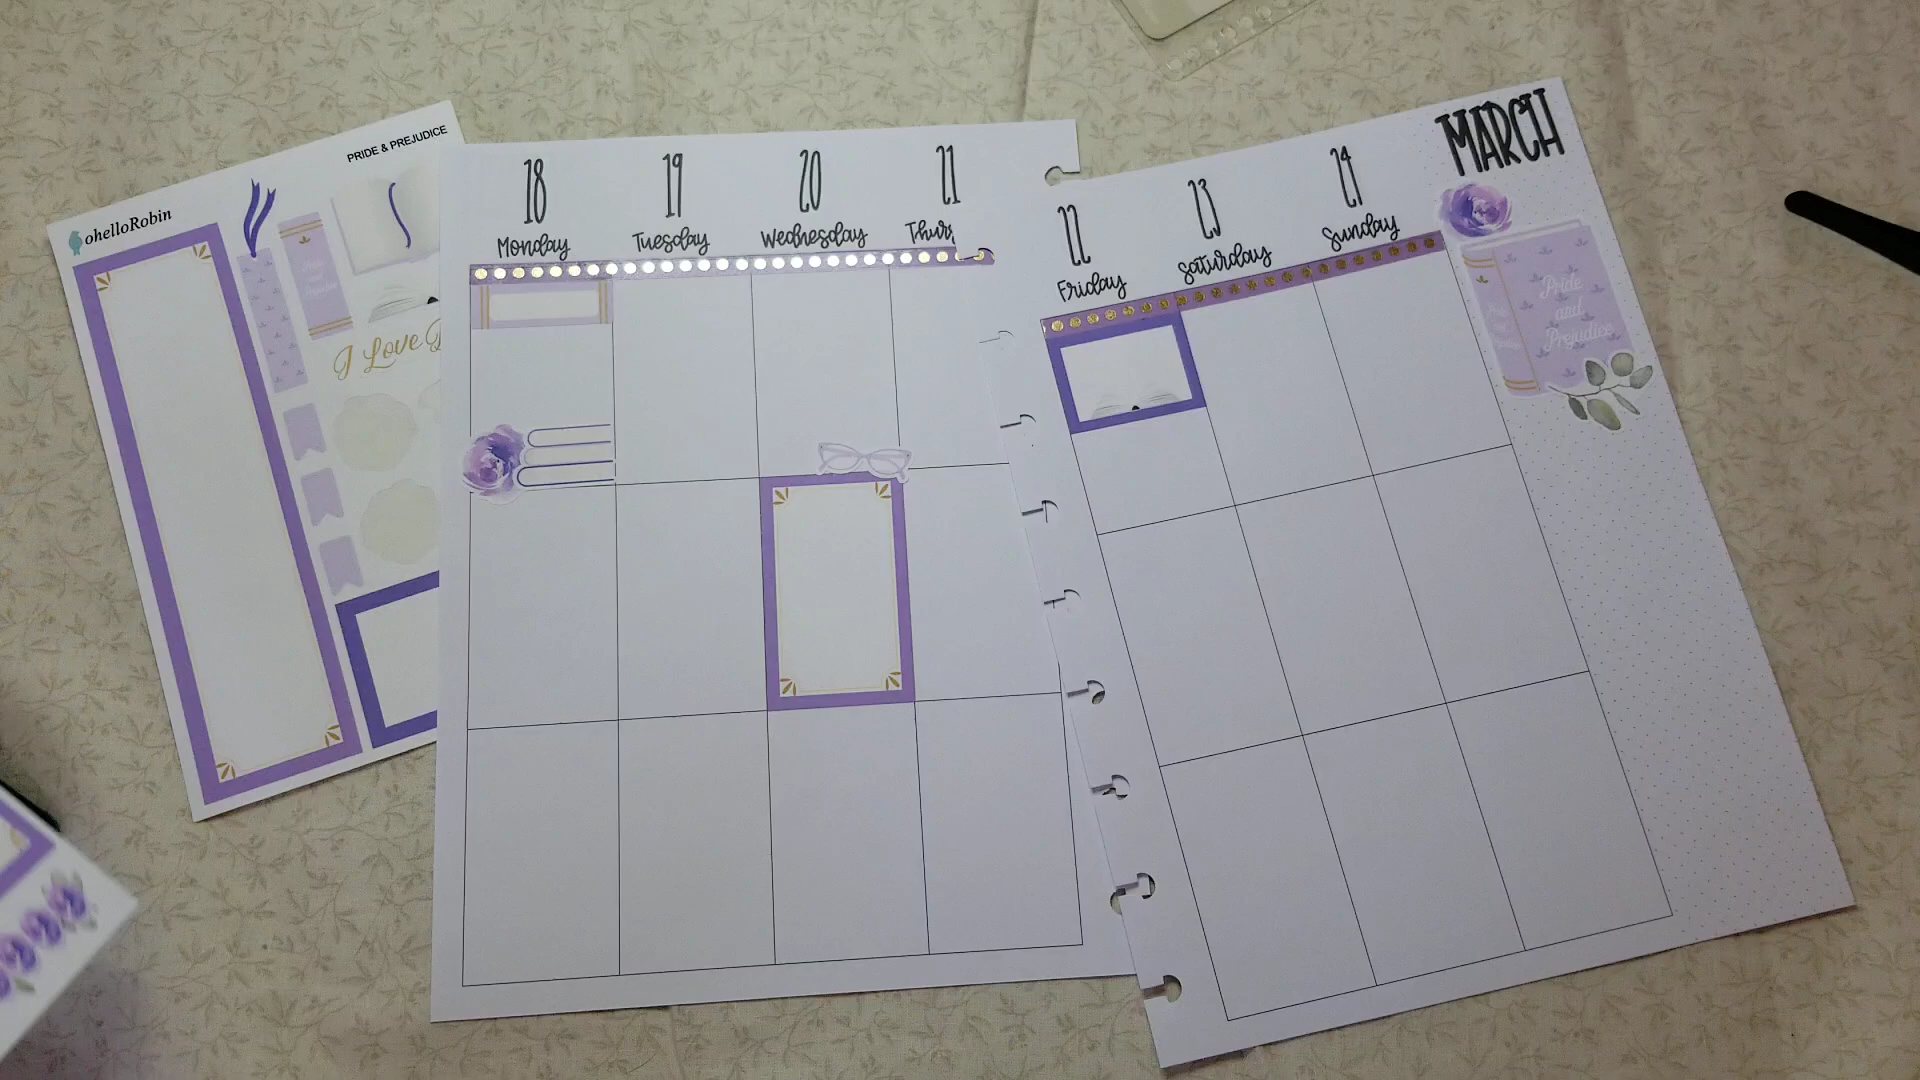 PRIDE & PREJUDICE
ohelloRobin
I Love
18
19
20
21
Monday
Tuesday
Wednesday
Thurs
22
23
24
Friday
Saturday
Sunday
MARCH
Pride
and
Prejudice